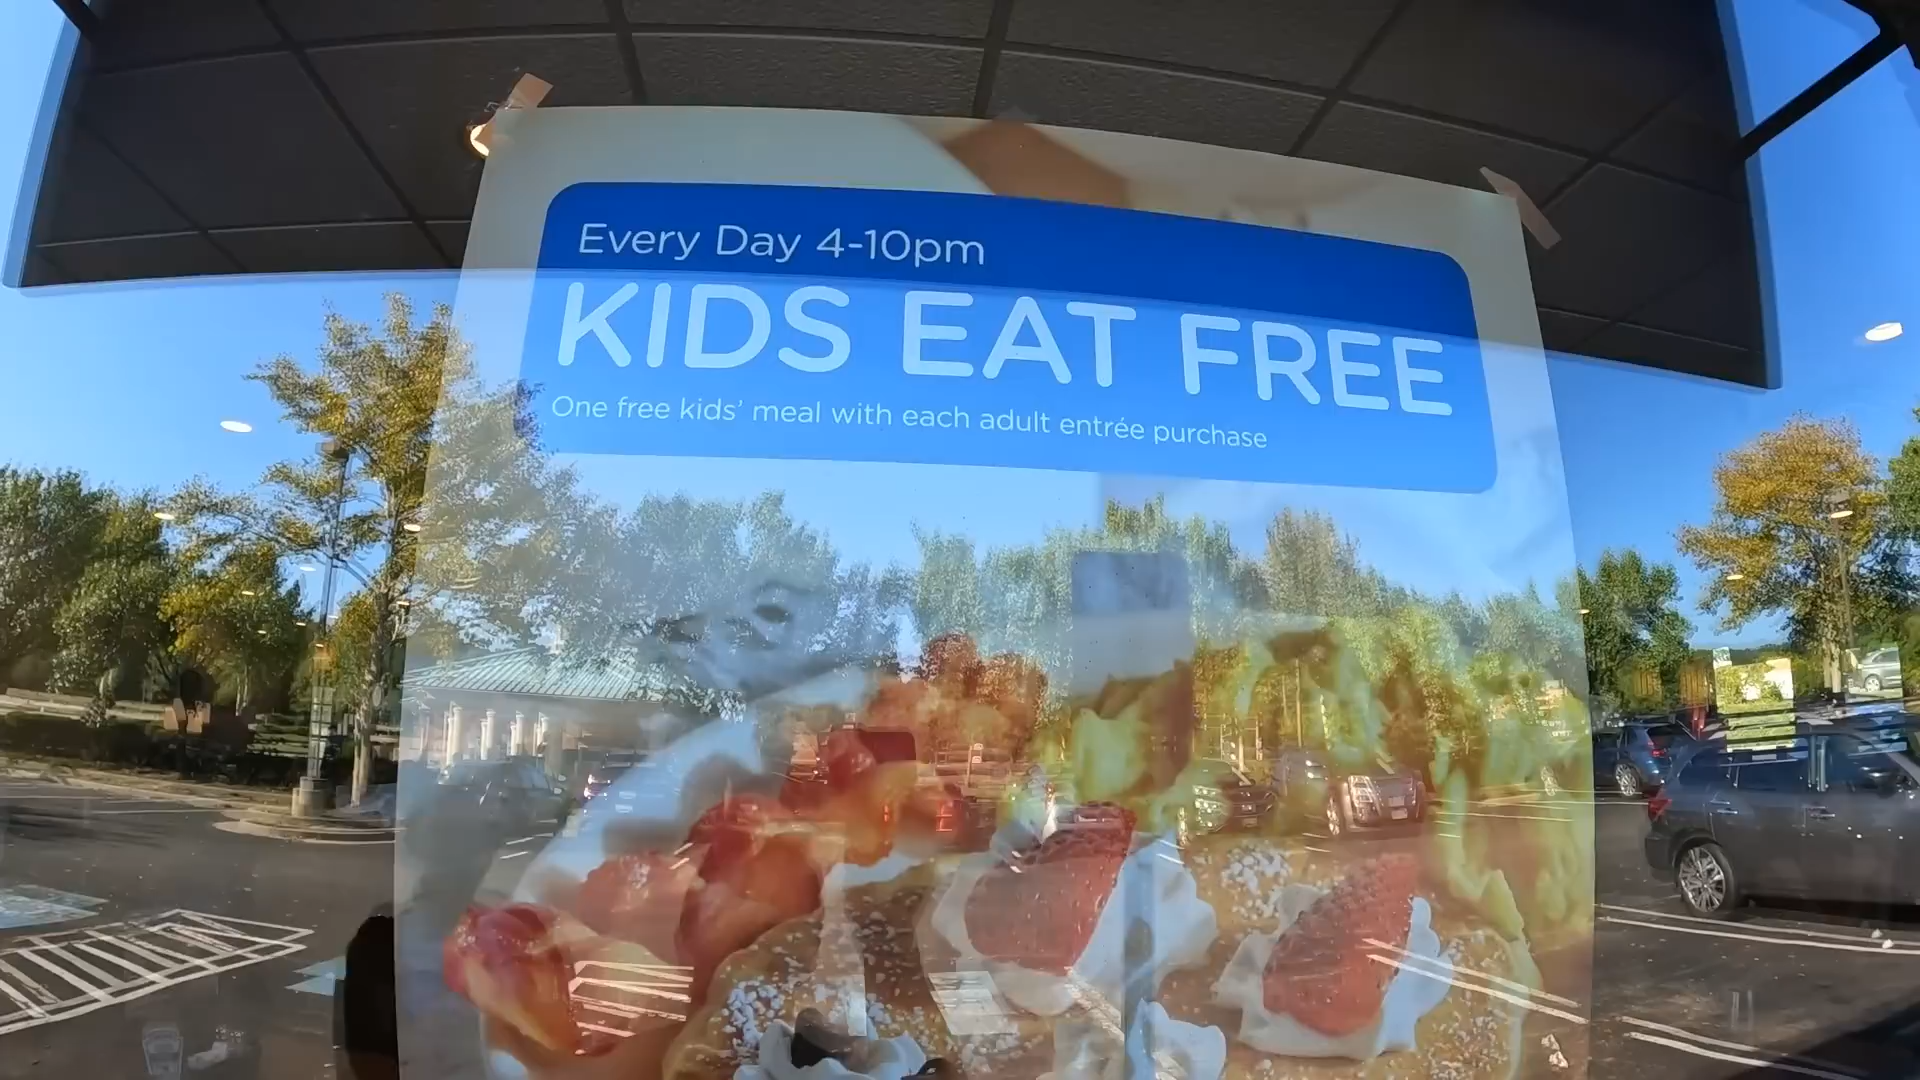 Every Day 4-10pm
KIDS EAT FREE
One free kids' meal with each adult entrée purchase